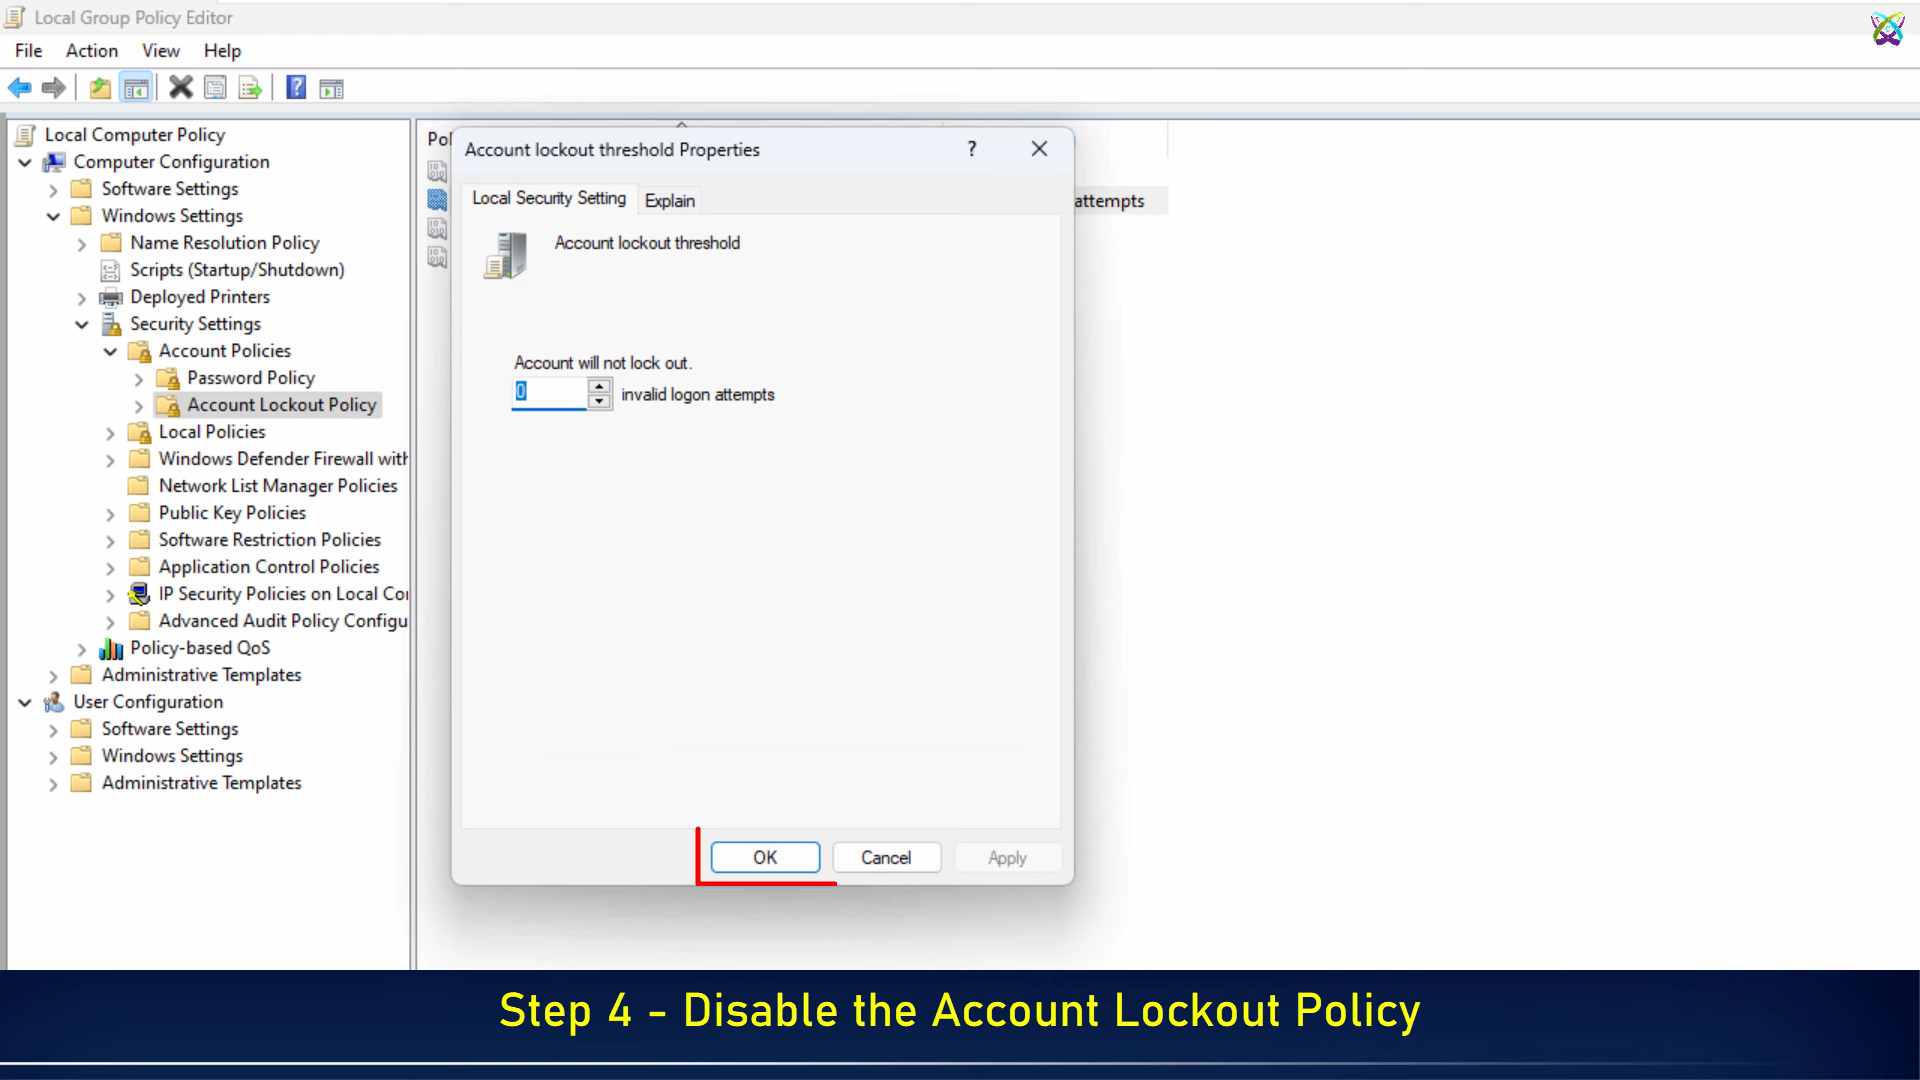 Local Group Policy Editor
File Action View Help
Local Computer Policy
Computer Configuration
Software Settings
Windows Settings
Name Resolution Policy
Scripts (Startup/Shutdown)
Deployed Printers
Security Settings
Account Policies
Password Policy
Account Lockout Policy
Local Policies
Windows Defender Firewall with
Network List Manager Policies
Public Key Policies
Software Restriction Policies
Application Control Policies
IP Security Policies on Local Co
Advanced Audit Policy Configu
Policy-based QoS
Administrative Templates
User Configuration
Software Settings
Windows Settings
Administrative Templates
Pol
attempts
Account lockout threshold Properties
Local Security Setting Explain
Account lockout threshold
Account will not lock out.
0 invalid logon attempts
OK Cancel Apply
Step 4 - Disable the Account Lockout Policy